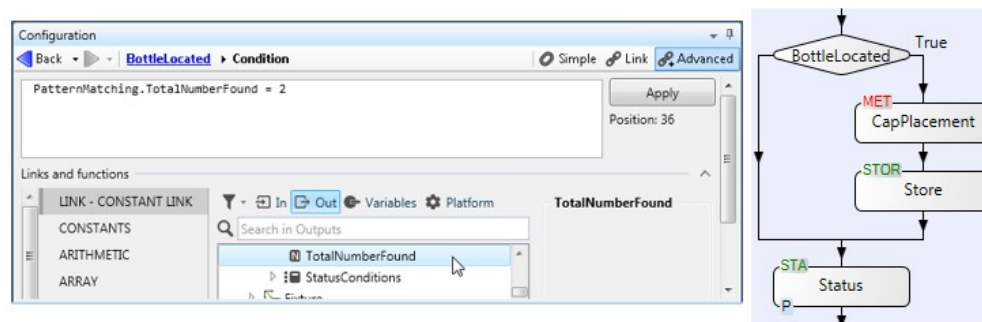 Configuration
Back BottleLocated Condition Simple Link Advanced
PatternMatching.TotalNumberFound = 2
Apply
Position: 36
Links and functions
LINK - CONSTANT LINK
CONSTANTS
ARITHMETIC
ARRAY
In Out Variables Platform
Search in Outputs
N TotalNumberFound
StatusConditions
Fixture
TotalNumberFound
BottleLocated
True
MET
CapPlacement
STOR
Store
STA
Status
P